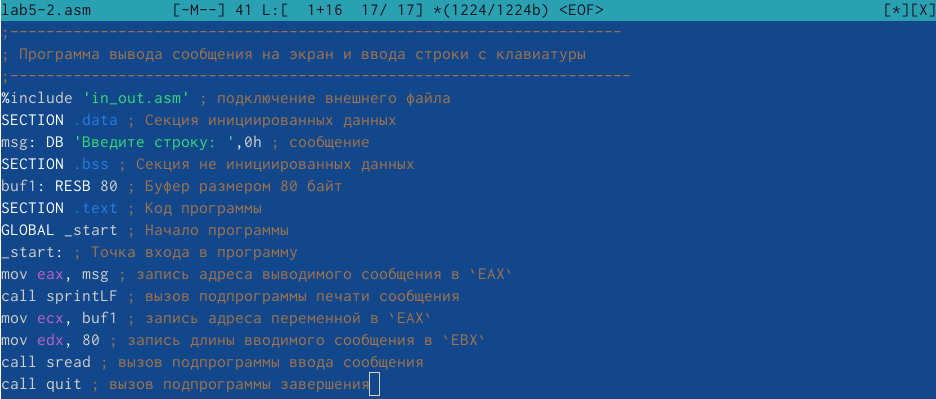 lab5-2.asm         [-M--] 41 L:[  1+16  17/ 17] *(1224/1224b) <EOF>                               [*][X]
;--------------------------------------------------------------------
; Программа вывода сообщения на экран и ввода строки с клавиатуры
;---------------------------------------------------------------------
%include 'in_out.asm' ; подключение внешнего файла
SECTION .data ; Секция инициированных данных
msg: DB 'Введите строку: ',0h ; сообщение
SECTION .bss ; Секция не инициированных данных
buf1: RESB 80 ; Буфер размером 80 байт
SECTION .text ; Код программы
GLOBAL _start ; Начало программы
_start: ; Точка входа в программу
mov eax, msg ; запись адреса выводимого сообщения в `EAX`
call sprintLF ; вызов подпрограммы печати сообщения
mov ecx, buf1 ; запись адреса переменной в `EAX`
mov edx, 80 ; запись длины вводимого сообщения в `EBX`
call sread ; вызов подпрограммы ввода сообщения
call quit ; вызов подпрограммы завершения